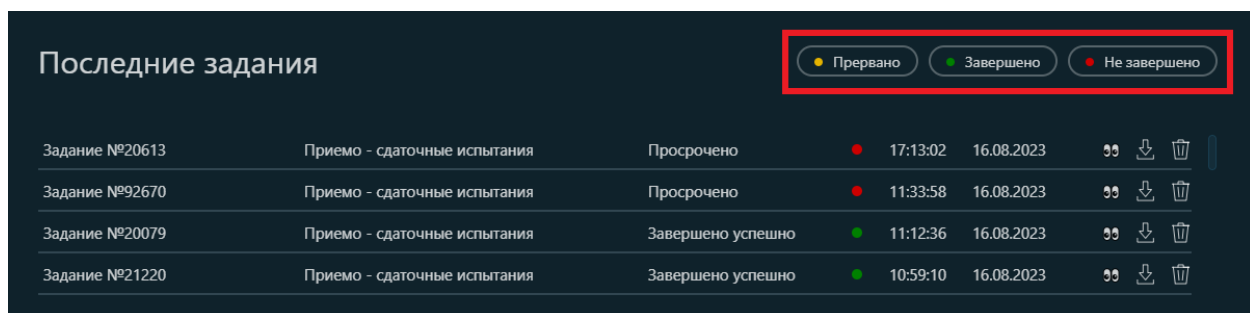 Последние задания Прервано Завершено Не завершено
Задание №20613 Приемо - сдаточные испытания Просрочено 17:13:02 16.08.2023
Задание №92670 Приемо - сдаточные испытания Просрочено 11:33:58 16.08.2023
Задание №20079 Приемо - сдаточные испытания Завершено успешно 11:12:36 16.08.2023
Задание №21220 Приемо - сдаточные испытания Завершено успешно 10:59:10 16.08.2023